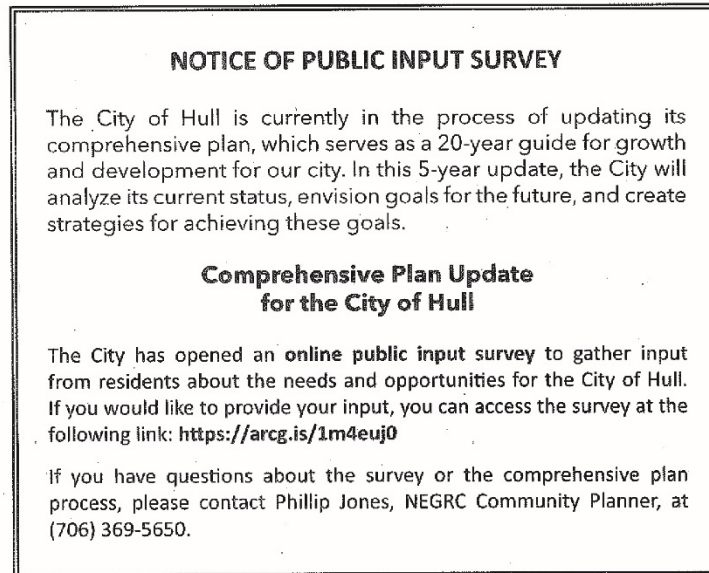 NOTICE OF PUBLIC INPUT SURVEY
The City of Hull is currently in the process of updating its
comprehensive plan, which serves as a 20-year guide for growth
and development for our city. In this 5-year update, the City will
analyze its current status, envision goals for the future, and create
strategies for achieving these goals.
Comprehensive Plan Update
for the City of Hull
The City has opened an online public input survey to gather input
from residents about the needs and opportunities for the City of Hull.
If you would like to provide your input, you can access the survey at the
following link: https://arcg.is/1m4euj0
If you have questions about the survey or the comprehensive plan
process, please contact Phillip Jones, NEGRC Community Planner, at
(706) 369-5650.